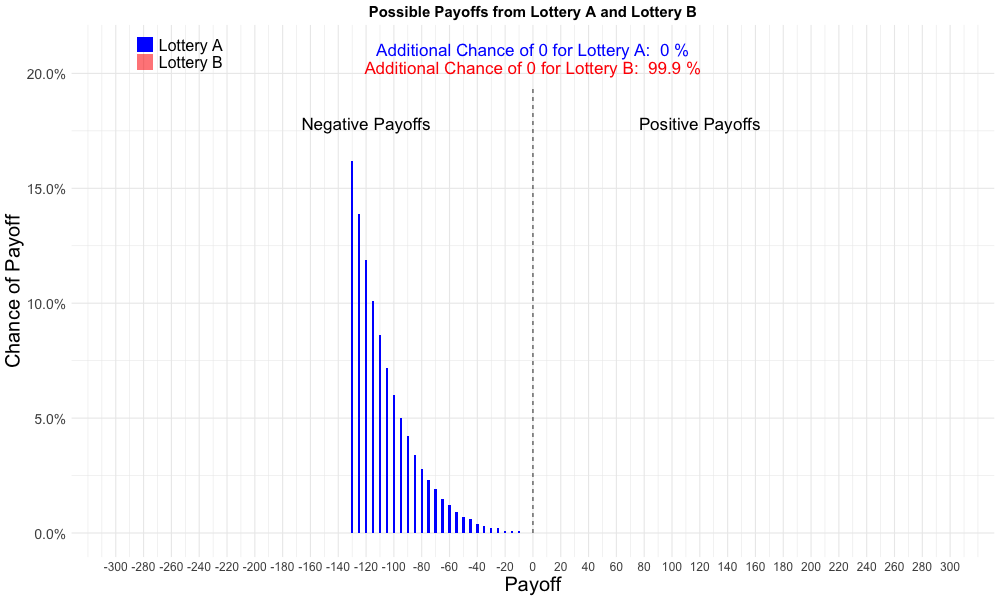 Possible Payoffs from Lottery A and Lottery B
Lottery A
Lottery B
Additional Chance of 0 for Lottery A:  0 %
Additional Chance of 0 for Lottery B:  99.9 %
Negative Payoffs
Positive Payoffs
20.0%
15.0%
10.0%
5.0%
0.0%
Chance of Payoff
-300 -280 -260 -240 -220 -200 -180 -160 -140 -120 -100 -80 -60 -40 -20 0 20 40 60 80 100 120 140 160 180 200 220 240 260 280 300
Payoff